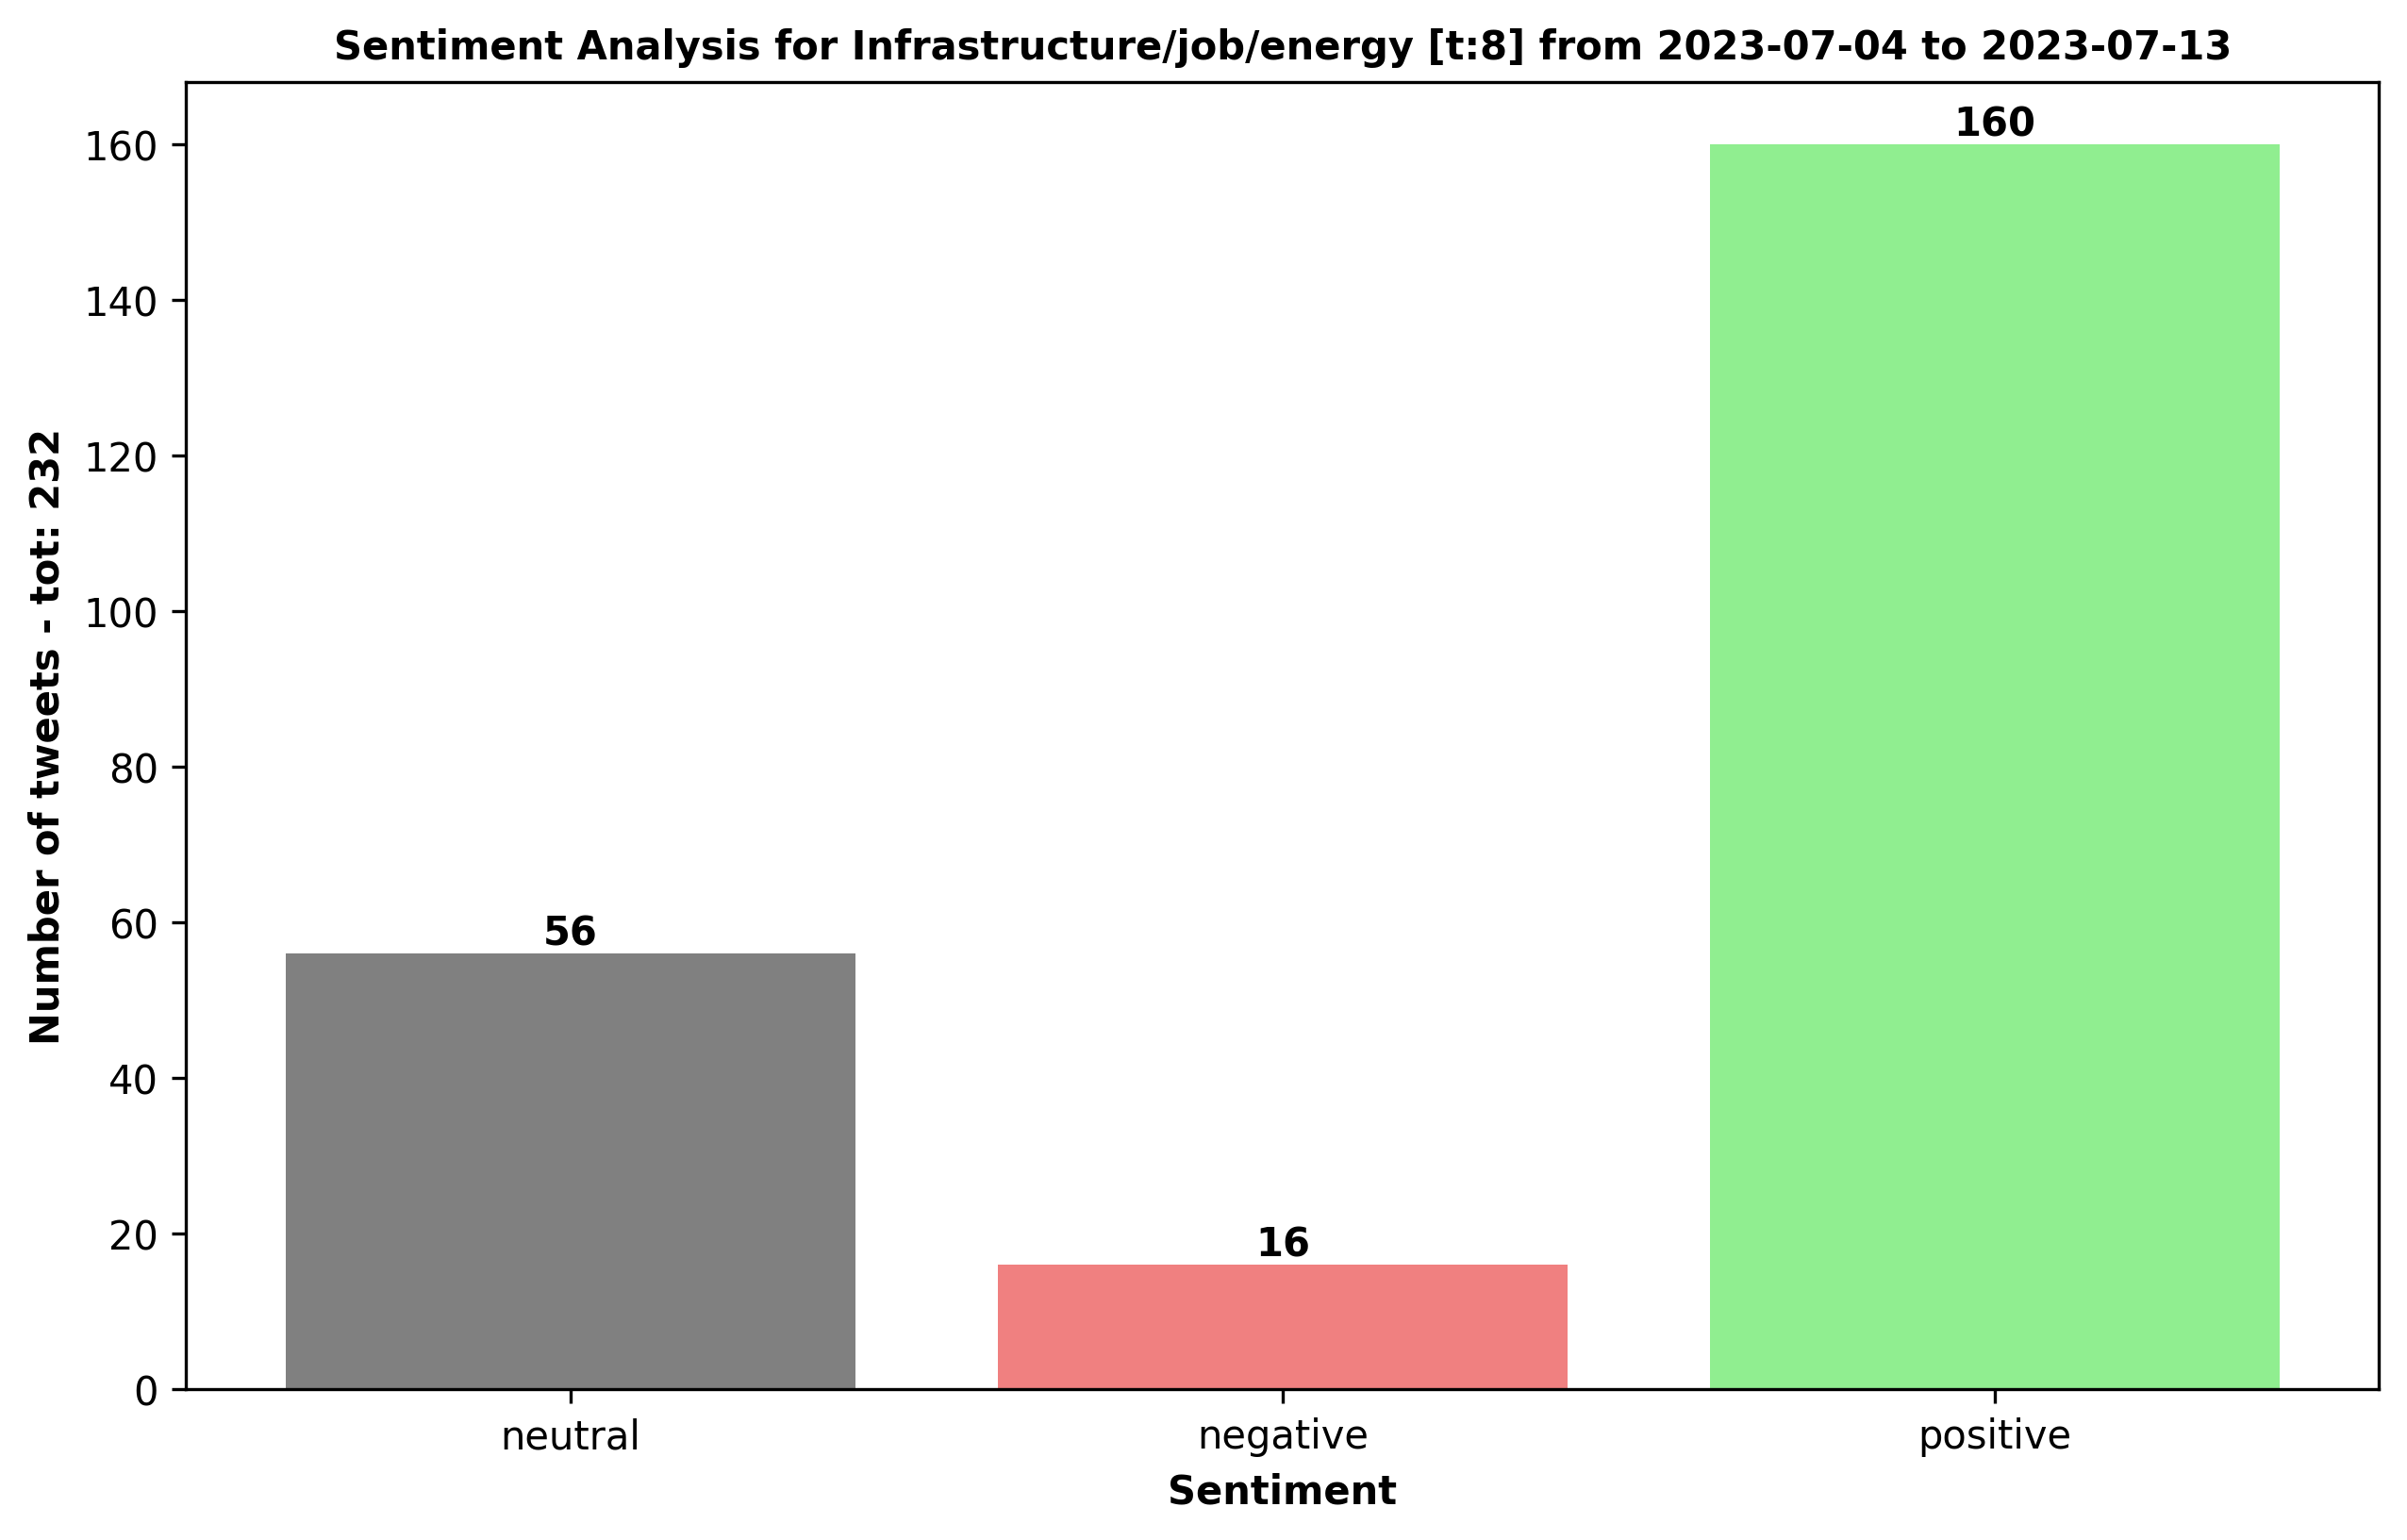 Sentiment Analysis for Infrastructure/job/energy [t:8] from 2023-07-04 to 2023-07-13
Number of tweets - tot: 232
160
140
120
100
80
60
40
20
0
56
16
160
neutral
negative
positive
Sentiment